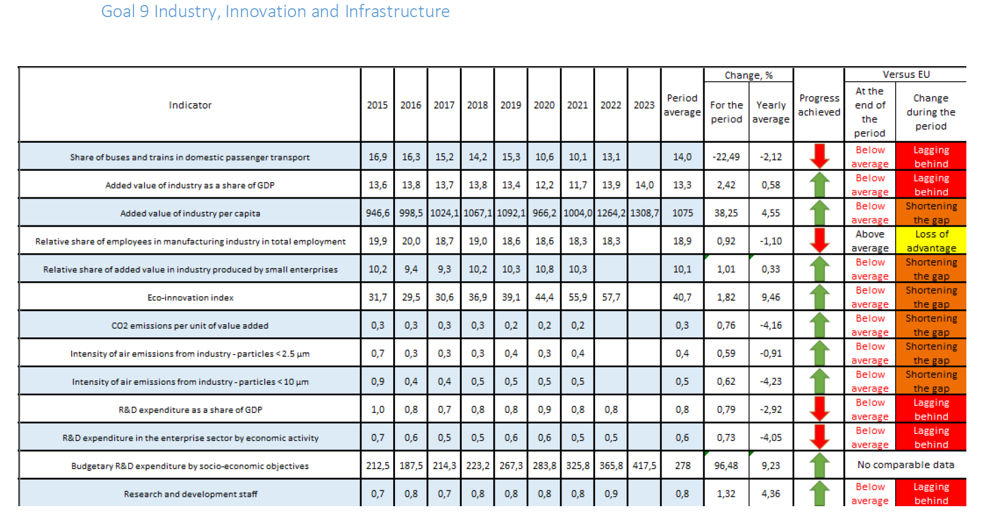 Goal 9 Industry, Innovation and Infrastructure
Indicator 2015 2016 2017 2018 2019 2020 2021 2022 2023 Period average Change, % For the period Yearly average Progress achieved Versus EU At the end of the period Change during the period
Share of buses and trains in domestic passenger transport 16,9 16,3 15,2 14,2 15,3 10,6 10,1 13,1 14,0 -22,49 -2,12 Below average Lagging behind
Added value of industry as a share of GDP 13,6 13,8 13,7 13,8 13,4 12,2 11,7 13,9 14,0 13,3 2,42 0,58 Below average Lagging behind
Added value of industry per capita 946,6 998,5 1024,1 1067,1 1092,1 966,2 1004,0 1264,2 1308,7 1075 38,25 4,55 Below average Shortening the gap
Relative share of employees in manufacturing industry in total employment 19,9 20,0 18,7 19,0 18,6 18,6 18,3 18,3 18,9 0,92 -1,10 Above average Loss of advantage
Relative share of added value in industry produced by small enterprises 10,2 9,4 9,3 10,2 10,3 10,8 10,3 10,1 1,01 0,33 Below average Shortening the gap
Eco-innovation index 31,7 29,5 30,6 36,9 39,1 44,4 55,9 57,7 40,7 1,82 9,46 Below average Shortening the gap
CO2 emissions per unit of value added 0,3 0,3 0,3 0,3 0,2 0,2 0,2 0,3 0,76 -4,16 Below average Shortening the gap
Intensity of air emissions from industry - particles < 2.5 µm 0,7 0,3 0,3 0,3 0,4 0,3 0,4 0,4 0,59 -0,91 Below average Shortening the gap
Intensity of air emissions from industry - particles < 10 µm 0,9 0,4 0,4 0,5 0,5 0,5 0,5 0,5 0,62 -4,23 Below average Shortening the gap
R&D expenditure as a share of GDP 1,0 0,8 0,7 0,8 0,8 0,9 0,8 0,8 0,8 0,79 -2,92 Below average Lagging behind
R&D expenditure in the enterprise sector by economic activity 0,7 0,6 0,5 0,5 0,6 0,6 0,5 0,5 0,6 0,73 -4,05 Below average Lagging behind
Budgetary R&D expenditure by socio-economic objectives 212,5 187,5 214,3 223,2 267,3 283,8 325,8 365,8 417,5 278 96,48 9,23 No comparable data
Research and development staff 0,7 0,8 0,7 0,8 0,8 0,8 0,8 0,9 0,8 1,32 4,36 Below average Lagging behind